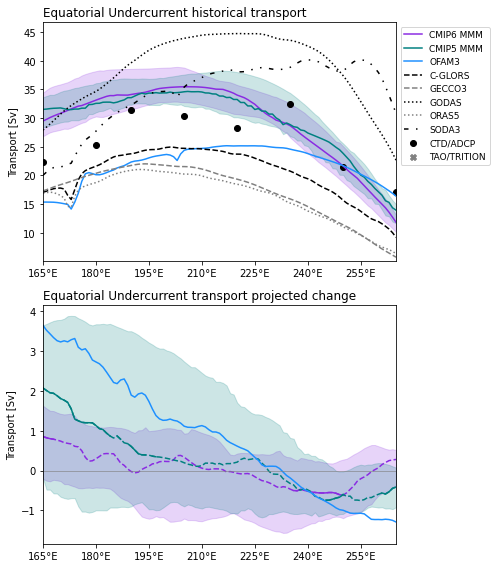 Equatorial Undercurrent historical transport
Transport [Sv]
45
40
35
30
25
20
15
10
165°E 180°E 195°E 210°E 225°E 240°E 255°E
CMIP6 MMM
CMIP5 MMM
OFAM3
C-GLORS
GECCO3
GODAS
ORAS5
SODA3
CTD/ADCP
TAO/TRITION
Equatorial Undercurrent transport projected change
Transport [Sv]
4
3
2
1
0
−1
165°E 180°E 195°E 210°E 225°E 240°E 255°E